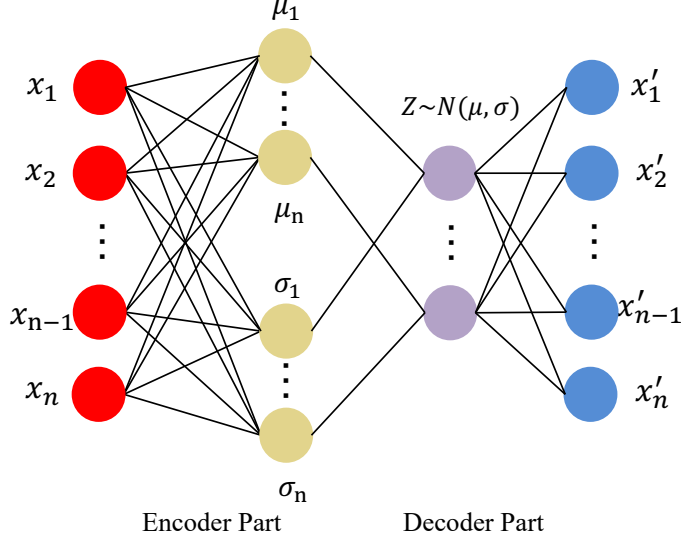 x₁
x₂
⋮
xₙ₋₁
xₙ
μ₁
⋮
μₙ
σ₁
⋮
σₙ
Z~N(μ, σ)
⋮
x′₁
x′₂
⋮
x′ₙ₋₁
x′ₙ
Encoder Part
Decoder Part